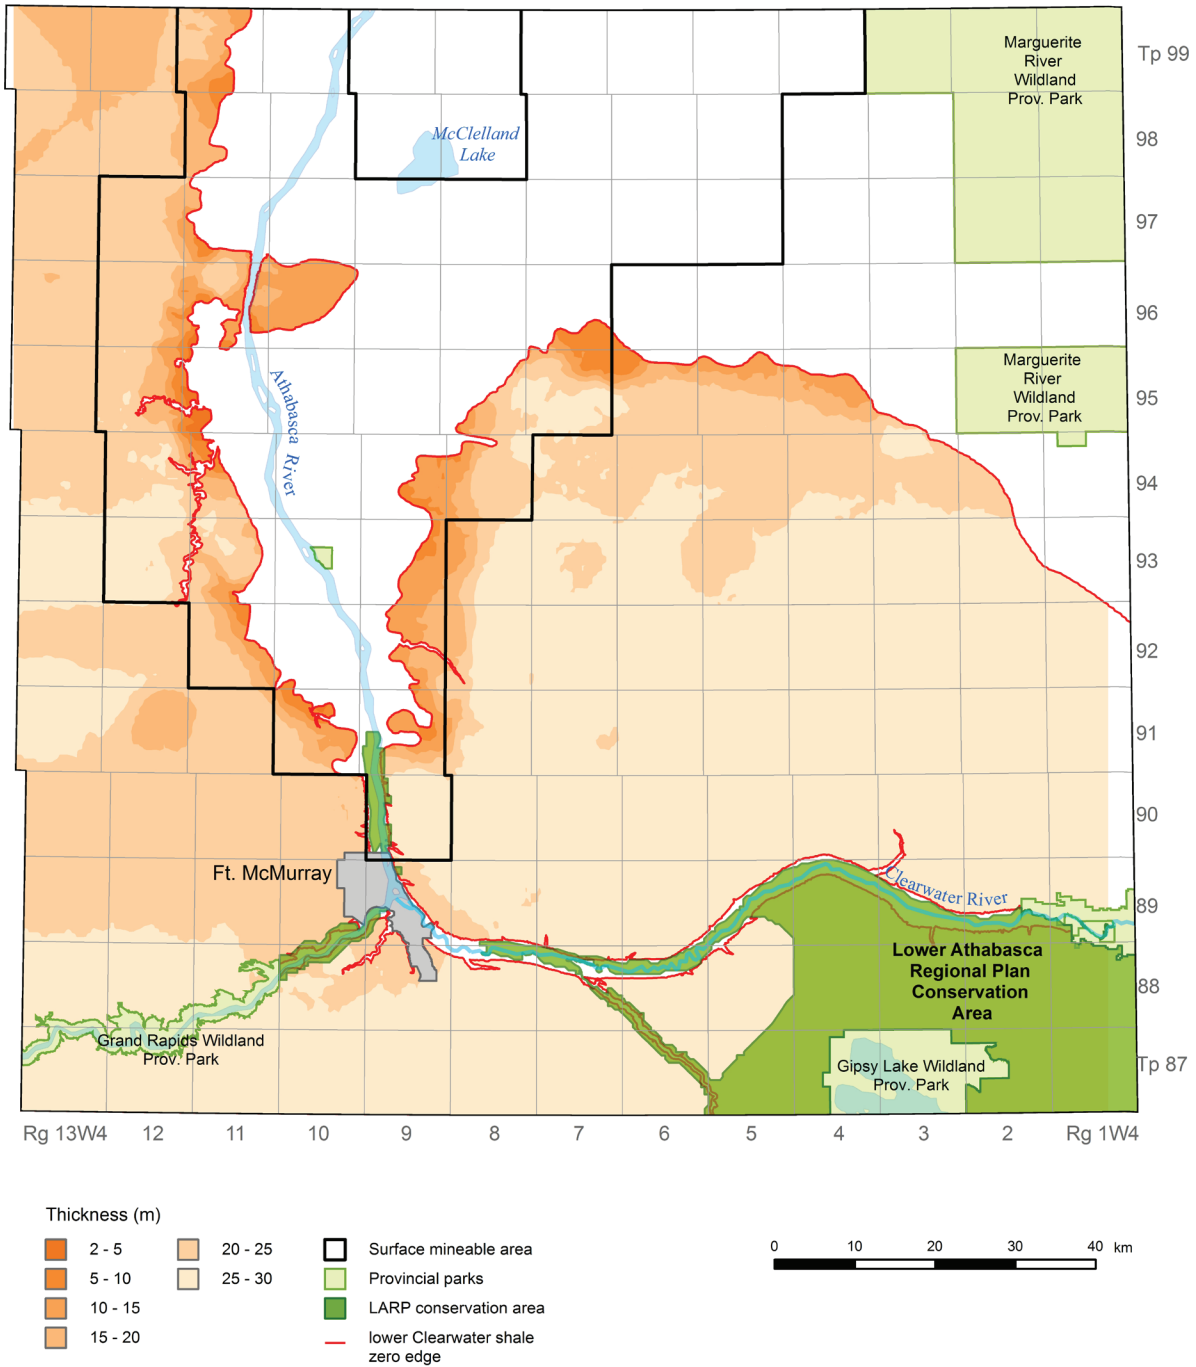 Marguerite
River
Wildland
Prov. Park
Tp 99
McClelland
Lake
98
97
96
Marguerite
River
Wildland
Prov. Park
95
Athabasca River
94
93
92
91
90
Ft. McMurray
Clearwater River
89
Lower Athabasca
Regional Plan
Conservation
Area
88
Grand Rapids Wildland
Prov. Park
Gipsy Lake Wildland
Prov. Park
Tp 87
Rg 13W4 12 11 10 9 8 7 6 5 4 3 2 Rg 1W4
Thickness (m)
2 - 5
5 - 10
10 - 15
15 - 20
20 - 25
25 - 30
Surface mineable area
Provincial parks
LARP conservation area
lower Clearwater shale
zero edge
0 10 20 30 40 km